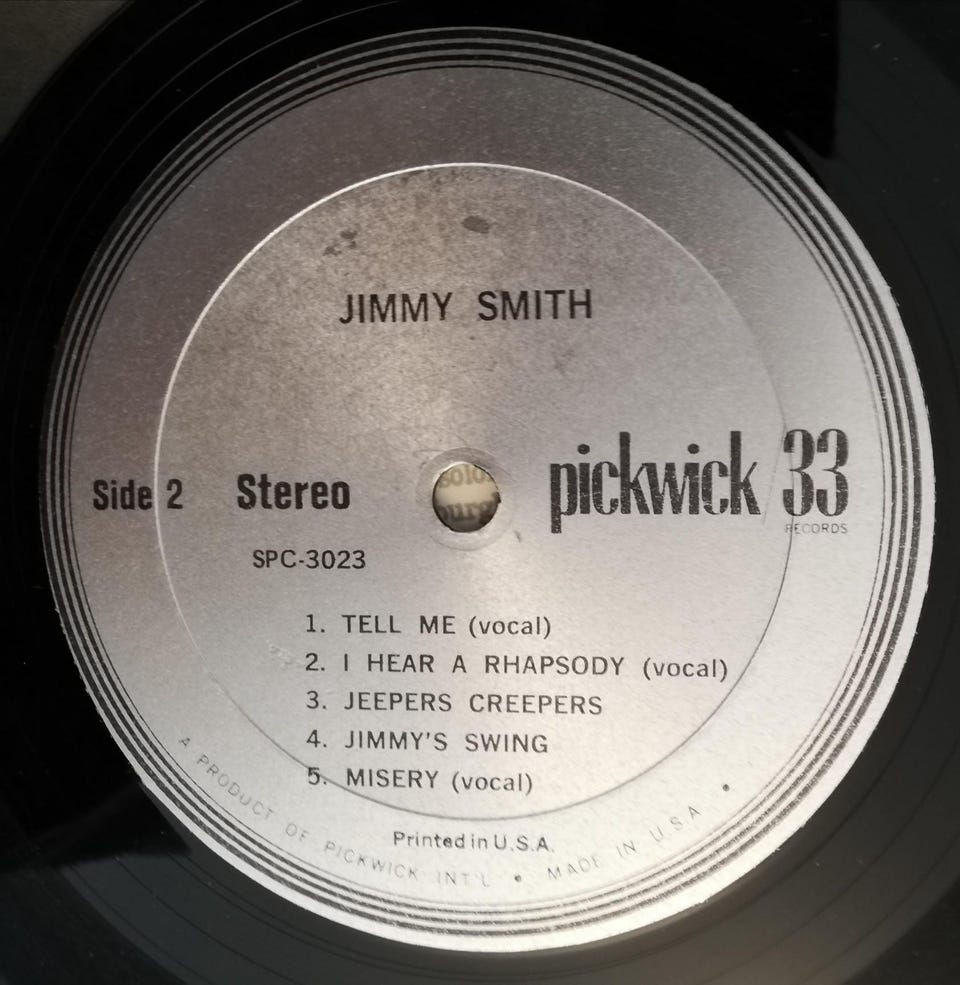 JIMMY SMITH
Side 2 Stereo pickwick 33
RECORDS
SPC-3023
1. TELL ME (vocal)
2. I HEAR A RHAPSODY (vocal)
3. JEEPERS CREEPERS
4. JIMMY'S SWING
5. MISERY (vocal)
Printed in U.S.A.
A PRODUCT OF PICKWICK INT'L • MADE IN U.S.A •
solo